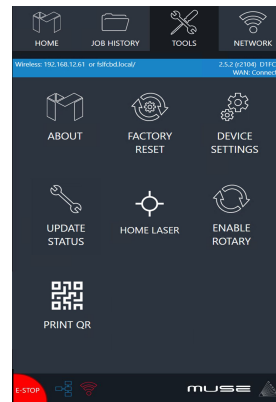 HOME JOB HISTORY TOOLS NETWORK
Wireless: 192.168.12.61 or fslfcbd.local/ 2.5.2 (r2104) D1FC
WAN: Connect
ABOUT FACTORY RESET DEVICE SETTINGS
UPDATE STATUS HOME LASER ENABLE ROTARY
PRINT QR
E-STOP MUSE